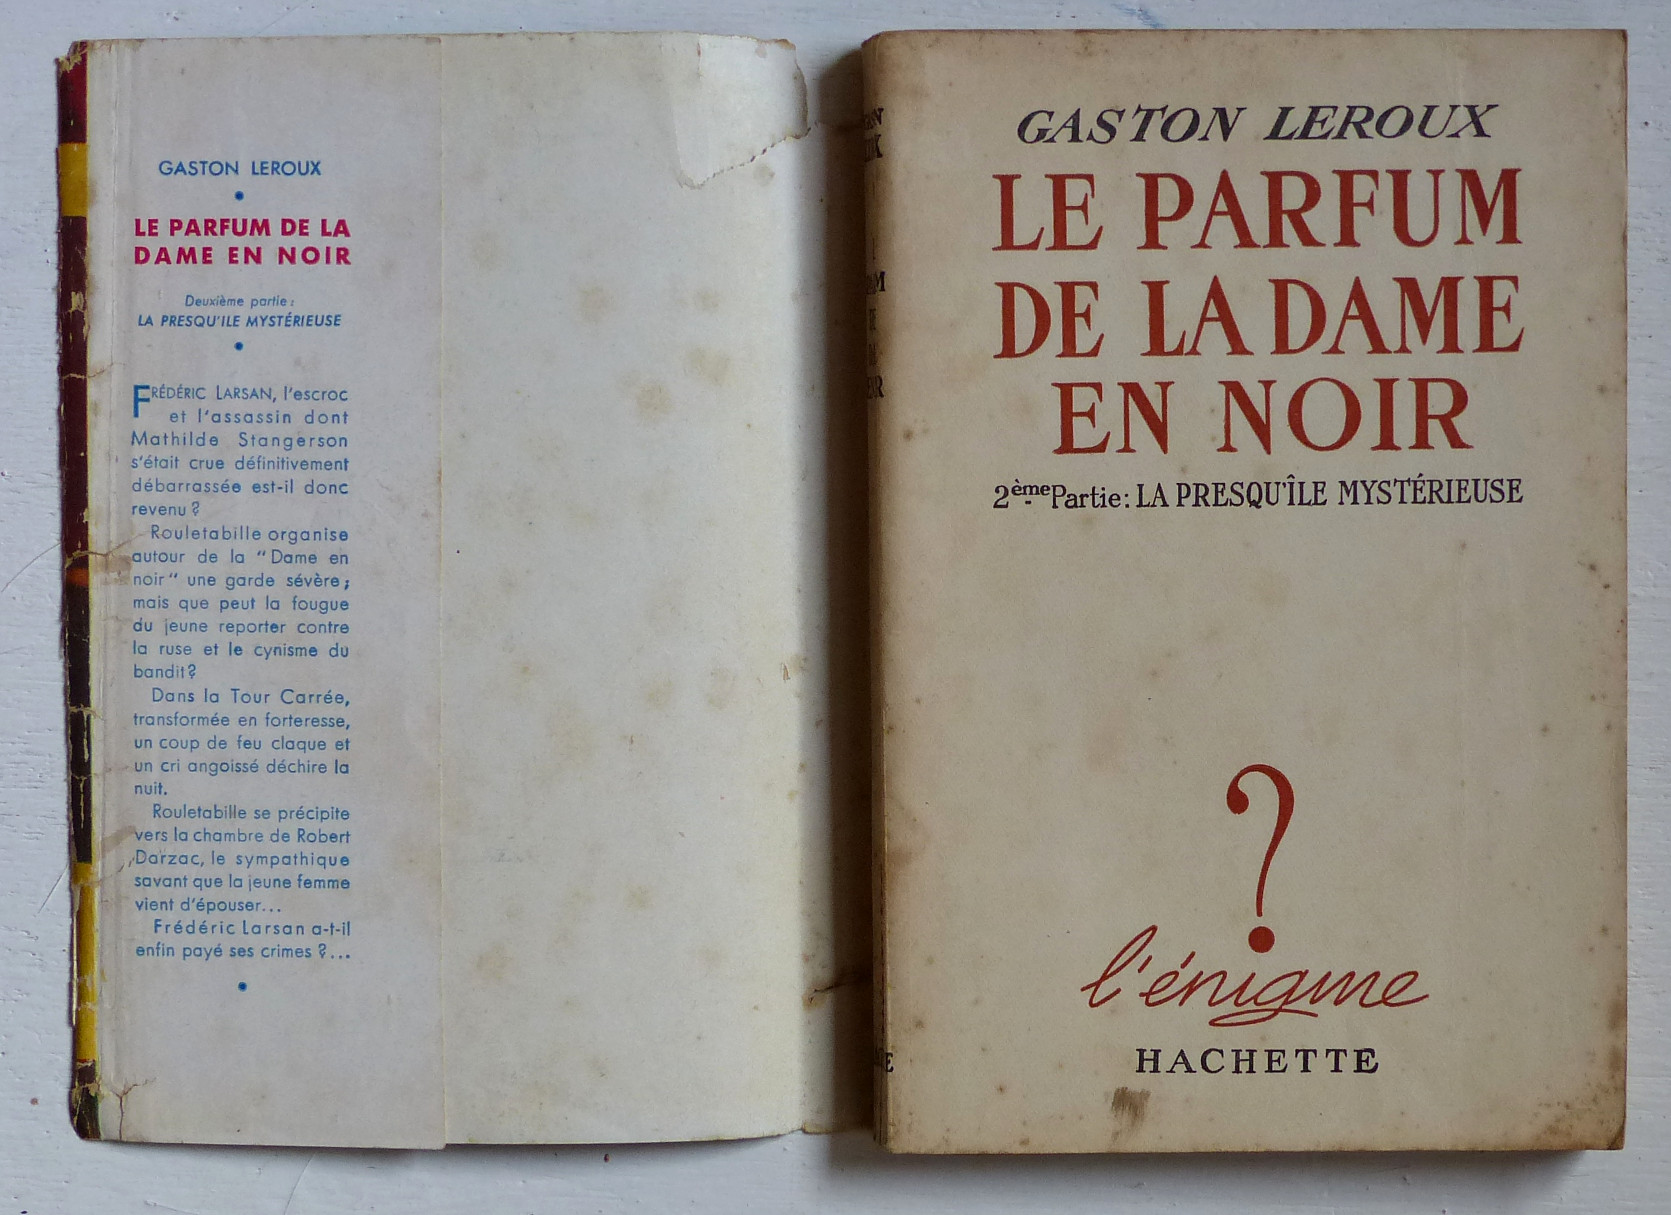 GASTON LEROUX
LE PARFUM DE LA
DAME EN NOIR
Deuxième partie :
LA PRESQU'ILE MYSTÉRIEUSE
FRÉDÉRIC LARSAN, l'escroc
et l'assassin dont
Mathilde Stangerson
s'était crue définitivement
débarrassée est-il donc
revenu ?
Rouletabille organise
autour de la "Dame en
noir" une garde sévère ;
mais que peut la fougue
du jeune reporter contre
la ruse et le cynisme du
bandit ?
Dans la Tour Carrée,
transformée en forteresse,
un coup de feu claque et
un cri angoissé déchire la
nuit.
Rouletabille se précipite
vers la chambre de Robert
Darzac, le sympathique
savant que la jeune femme
vient d'épouser...
Frédéric Larsan a-t-il
enfin payé ses crimes ?...
GASTON LEROUX
LE PARFUM
DE LA DAME
EN NOIR
2ème Partie : LA PRESQU'ÎLE MYSTÉRIEUSE
?
l'énigme
HACHETTE